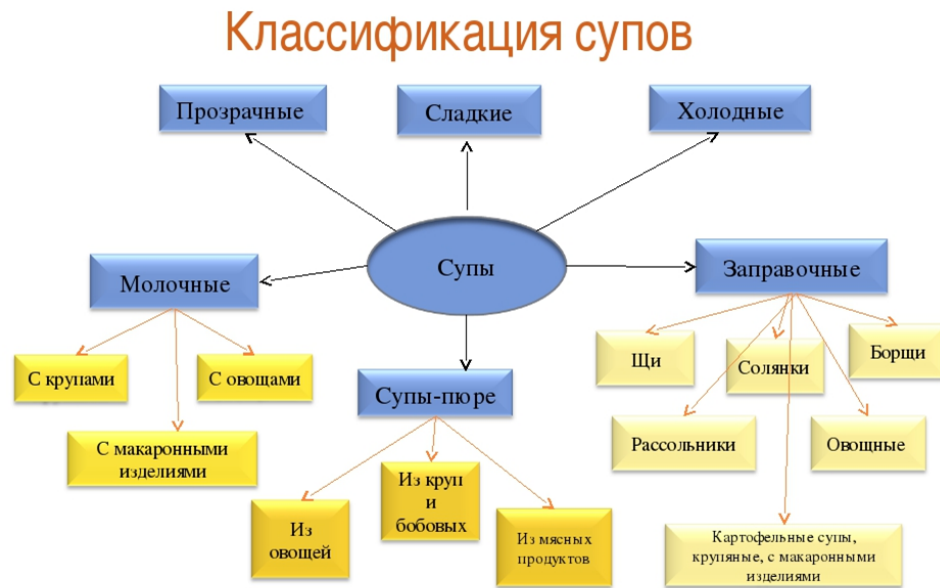 Классификация супов
Прозрачные
Сладкие
Холодные
Супы
Молочные
Заправочные
С крупами
С овощами
С макаронными
изделиями
Супы-пюре
Из
овощей
Из круп
и
бобовых
Из мясных
продуктов
Щи
Солянки
Борщи
Рассольники
Овощные
Картофельные супы,
крупяные, с макаронными
изделиями